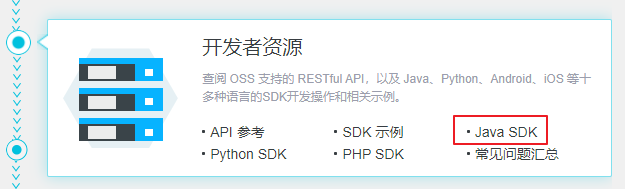 开发者资源
查阅 OSS 支持的 RESTful API，以及 Java、Python、Android、iOS 等十
多种语言的SDK开发操作和相关示例。
• API 参考 • SDK 示例 • Java SDK
• Python SDK • PHP SDK • 常见问题汇总